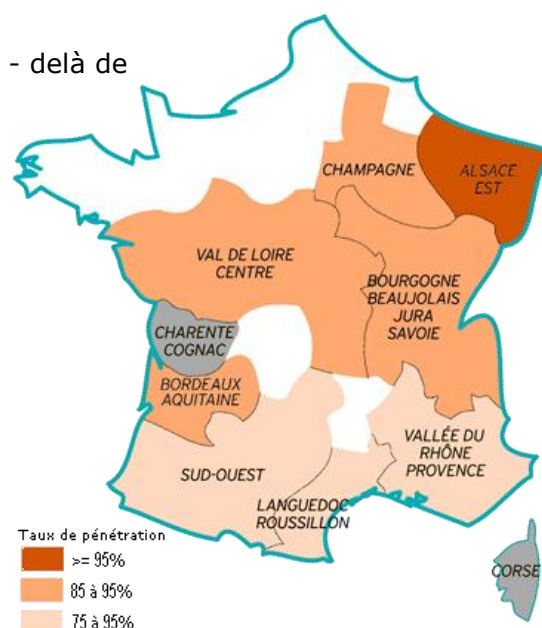 - delà de
CHAMPAGNE
ALSACE
EST
VAL DE LOIRE
CENTRE
BOURGOGNE
BEAUJOLAIS
JURA
SAVOIE
CHARENTE
COGNAC
BORDEAUX
AQUITAINE
VALLÉE DU
RHÔNE
PROVENCE
SUD-OUEST
LANGUEDOC
ROUSSILLON
CORSE
Taux de pénétration
>= 95%
85 à 95%
75 à 95%